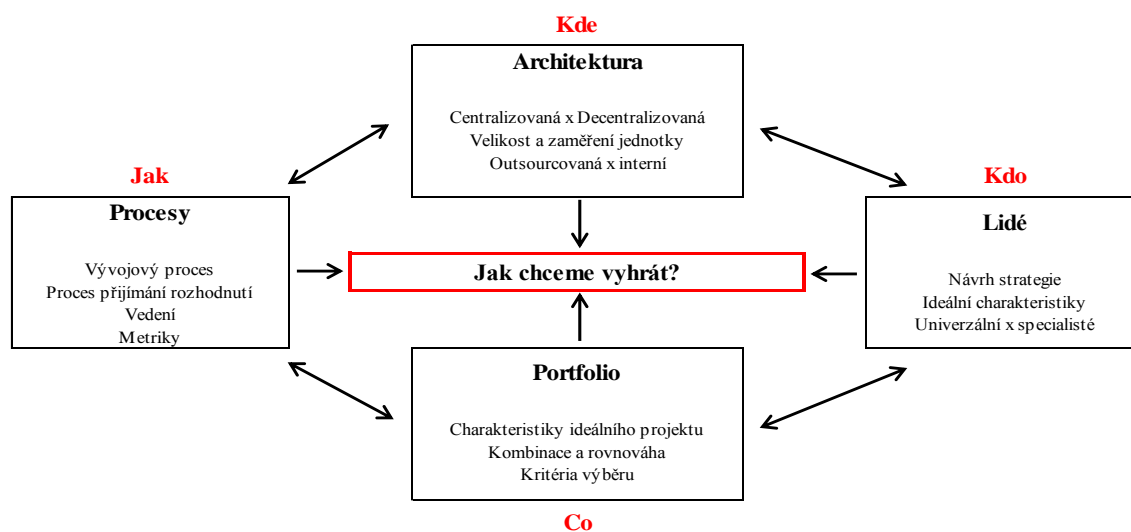 Kde
Architektura
Centralizovaná x Decentralizovaná
Velikost a zaměření jednotky
Outsourcovaná x interní
Jak
Procesy
Vývojový proces
Proces přijímání rozhodnutí
Vedení
Metriky
Jak chceme vyhrát?
Kdo
Lidé
Návrh strategie
Ideální charakteristiky
Univerzální x specialisté
Portfolio
Charakteristiky ideálního projektu
Kombinace a rovnováha
Kritéria výběru
Co